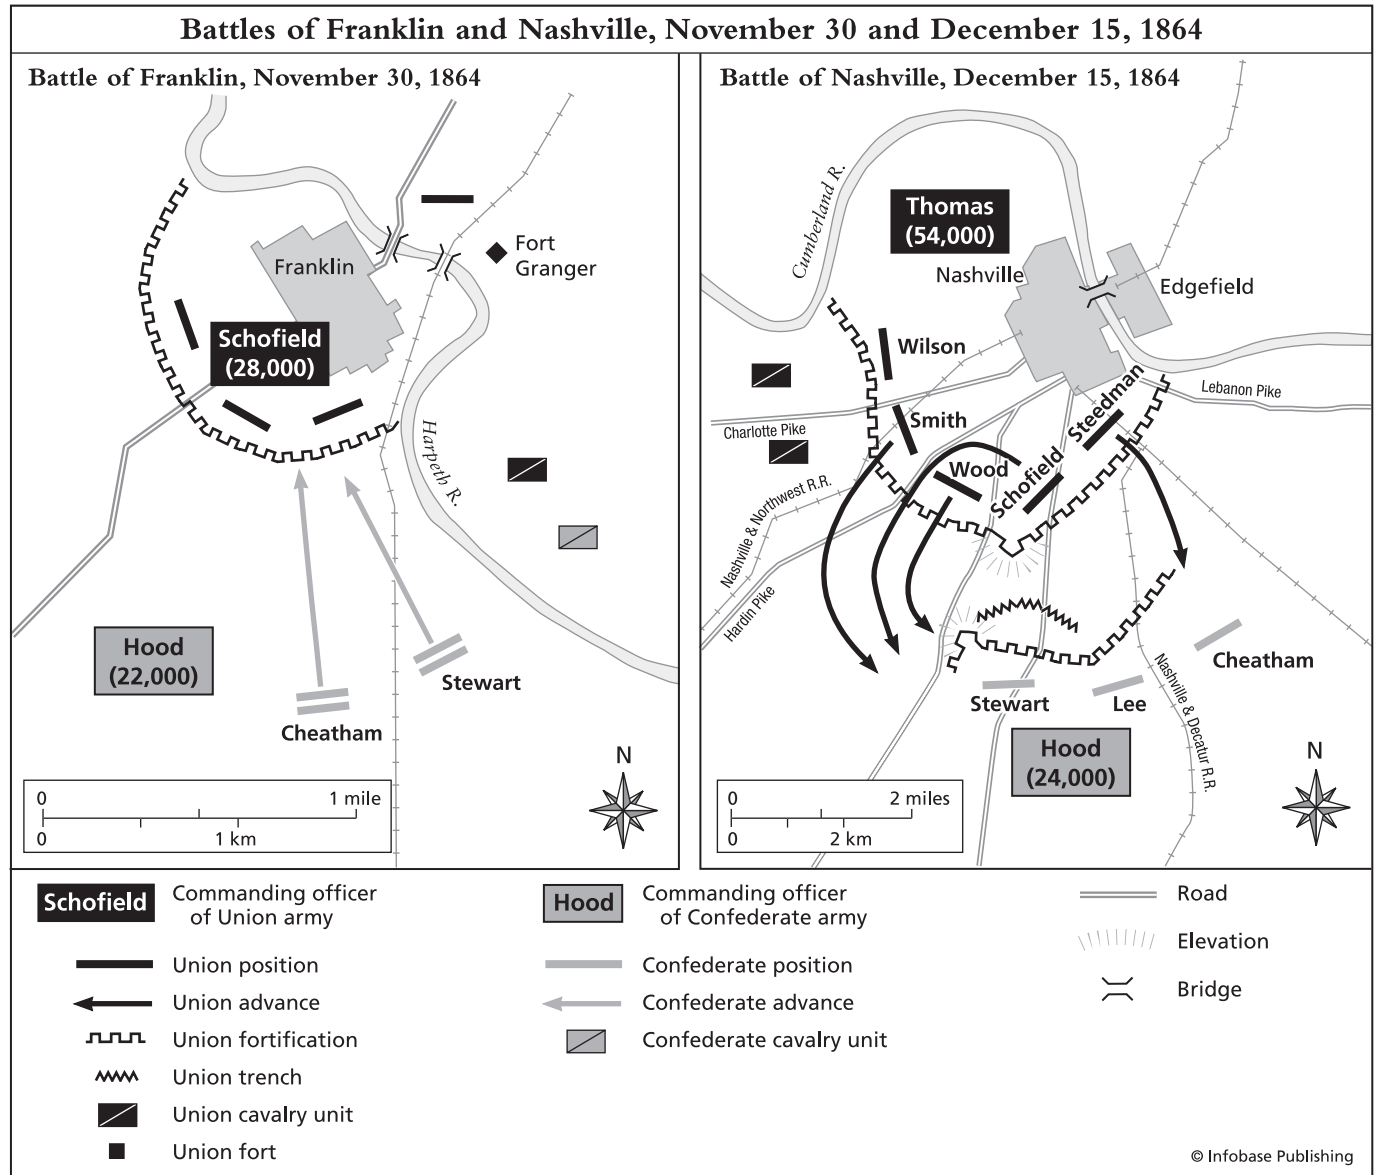 Battles of Franklin and Nashville, November 30 and December 15, 1864
Battle of Franklin, November 30, 1864
Franklin
Fort
Granger
Schofield
(28,000)
Harpeth R.
Hood
(22,000)
Stewart
Cheatham
N
0
1 mile
0
1 km
Battle of Nashville, December 15, 1864
Cumberland R.
Thomas
(54,000)
Nashville
Edgefield
Wilson
Lebanon Pike
Steedman
Smith
Charlotte Pike
Wood
Schofield
Nashville & Northwest R.R.
Hardin Pike
Cheatham
Nashville & Decatur R.R.
Stewart
Lee
Hood
(24,000)
N
0
2 miles
0
2 km
Schofield
Commanding officer
of Union army
Union position
Union advance
Union fortification
Union trench
Union cavalry unit
Union fort
Hood
Commanding officer
of Confederate army
Confederate position
Confederate advance
Confederate cavalry unit
Road
Elevation
Bridge
© Infobase Publishing